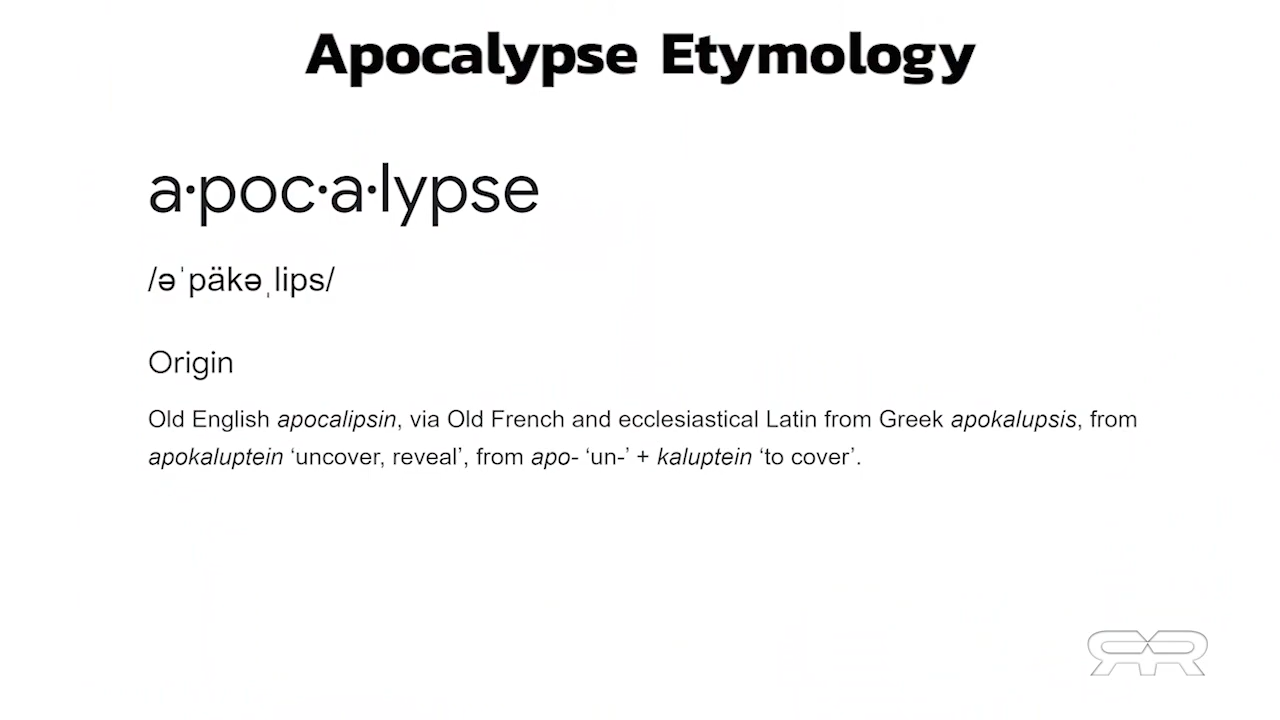 Apocalypse Etymology
a·poc·a·lypse
/əˈpäkəˌlips/
Origin
Old English apocalipsin, via Old French and ecclesiastical Latin from Greek apokalupsis, from
apokaluptein ‘uncover, reveal’, from apo- ‘un-’ + kaluptein ‘to cover’.